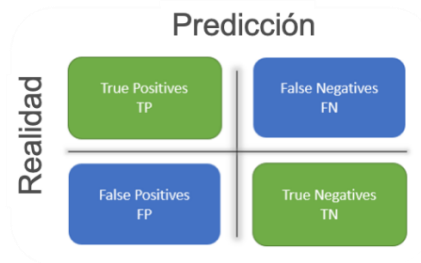 Predicción
Realidad
True Positives
TP
False Negatives
FN
False Positives
FP
True Negatives
TN